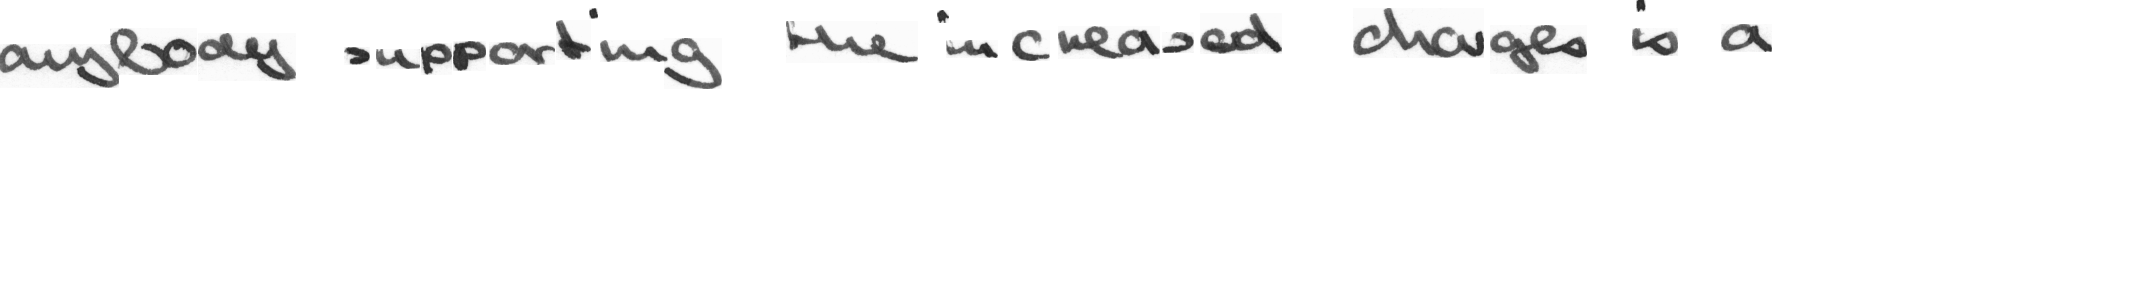 anybody supporting the increased charges is a